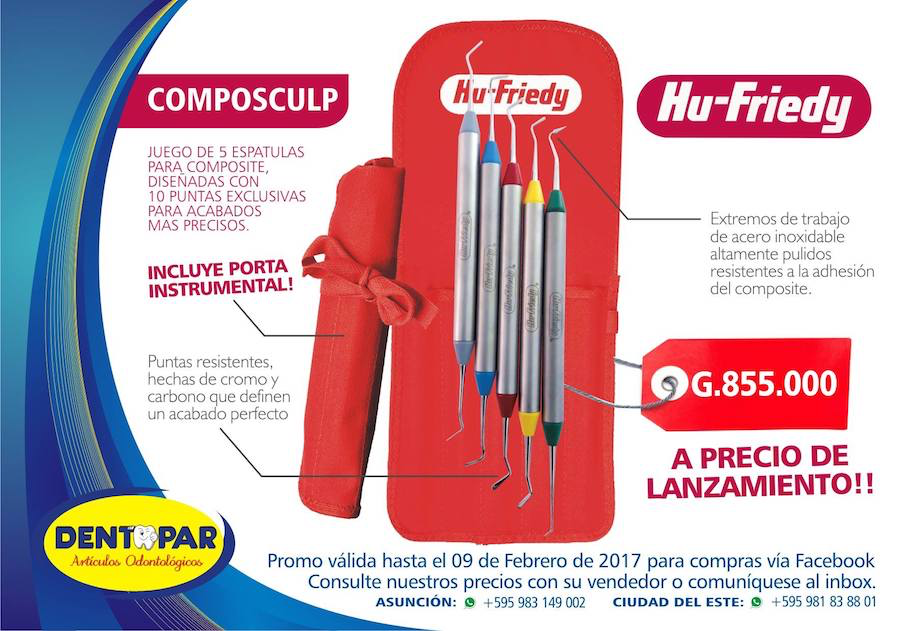 COMPOSCULP
JUEGO DE 5 ESPATULAS
PARA COMPOSITE,
DISEÑADAS CON
10 PUNTAS EXCLUSIVAS
PARA ACABADOS
MAS PRECISOS.
INCLUYE PORTA
INSTRUMENTAL!
Puntas resistentes,
hechas de cromo y
carbono que definen
un acabado perfecto
Hu-Friedy
Hu-Friedy
Extremos de trabajo
de acero inoxidable
altamente pulidos
resistentes a la adhesión
del composite.
G.855.000
A PRECIO DE
LANZAMIENTO!!
DENTOPAR
Artículos Odontológicos
Promo válida hasta el 09 de Febrero de 2017 para compras vía Facebook
Consulte nuestros precios con su vendedor o comuníquese al inbox.
ASUNCIÓN: +595 983 149 002 CIUDAD DEL ESTE: +595 981 83 88 01